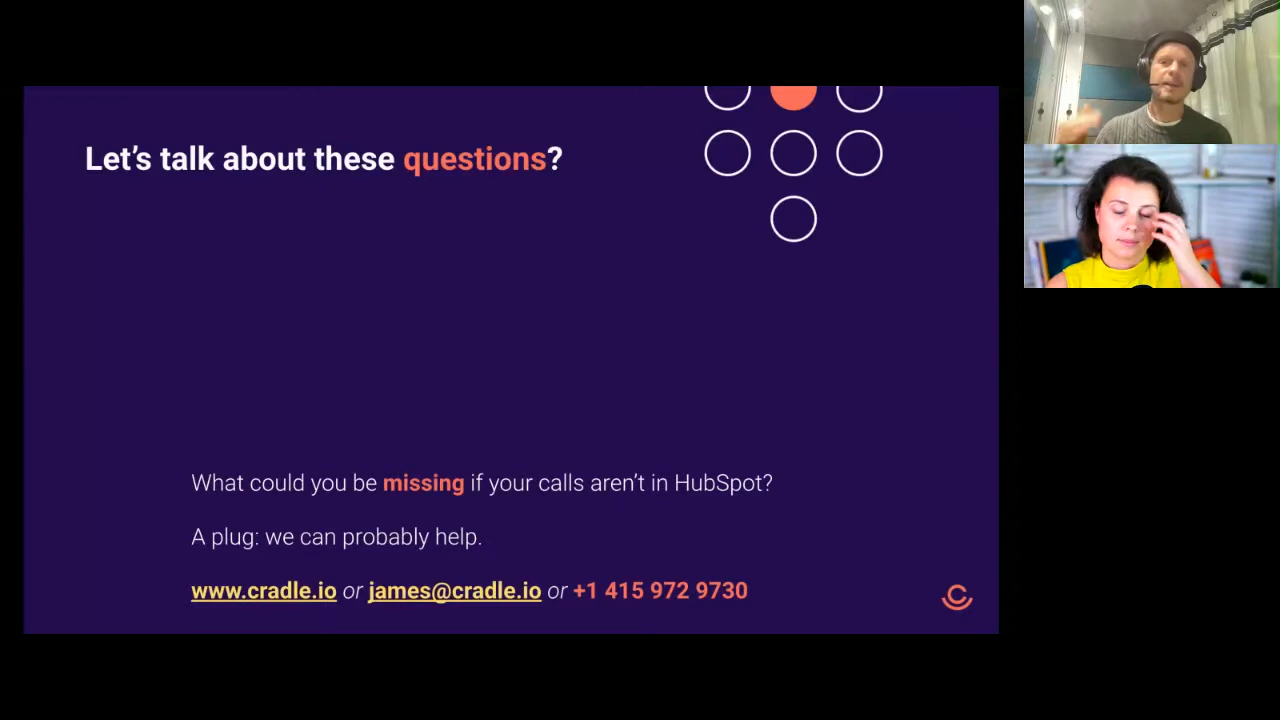 Let's talk about these questions?
What could you be missing if your calls aren't in HubSpot?
A plug: we can probably help.
www.cradle.io or james@cradle.io or +1 415 972 9730